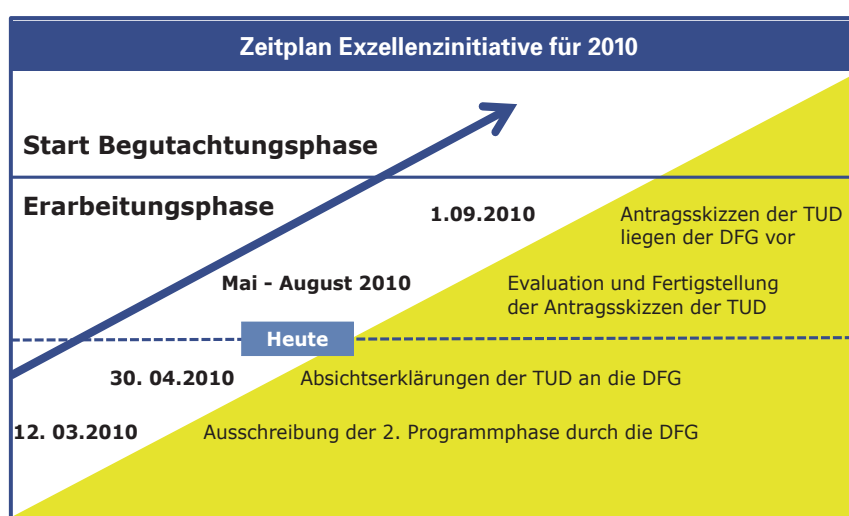 Zeitplan Exzellenzinitiative für 2010
Start Begutachtungsphase
Erarbeitungsphase
1.09.2010 Antragsskizzen der TUD
liegen der DFG vor
Mai - August 2010 Evaluation und Fertigstellung
der Antragsskizzen der TUD
Heute
30. 04.2010 Absichtserklärungen der TUD an die DFG
12. 03.2010 Ausschreibung der 2. Programmphase durch die DFG